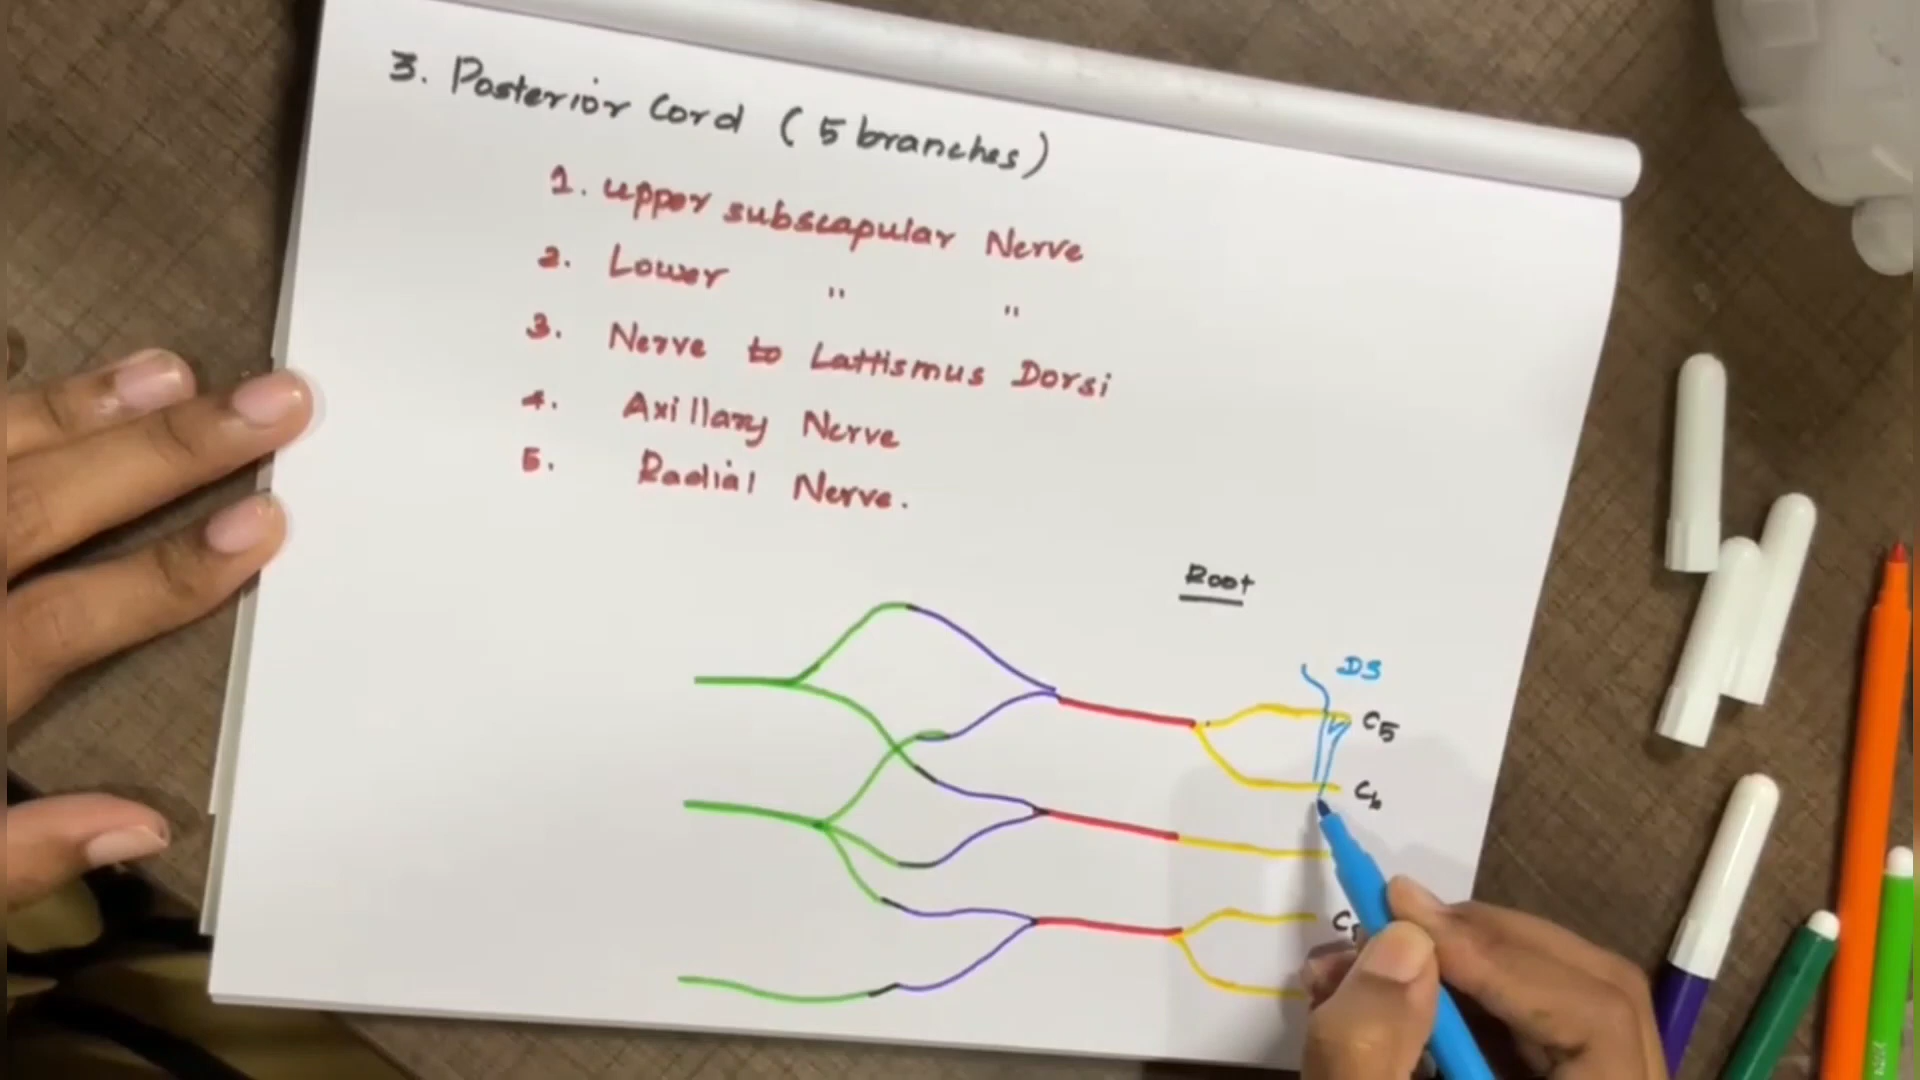 3. Posterior Cord (5 branches)
1. upper subscapular Nerve
2. Lower " "
3. Nerve to Lattismus Dorsi
4. Axillary Nerve
5. Radial Nerve.
Root
DS
C5
C6